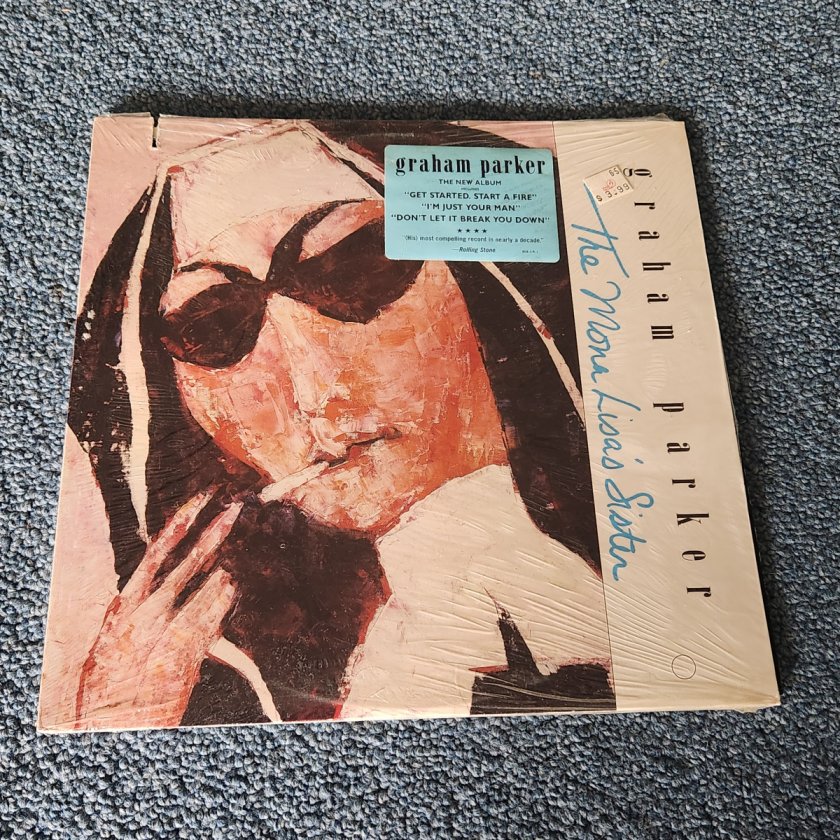 graham parker
THE NEW ALBUM
INCLUDES
"GET STARTED. START A FIRE"
"I'M JUST YOUR MAN"
"DON'T LET IT BREAK YOU DOWN"
★ ★ ★ ★
"(His) most compelling record in nearly a decade."
—Rolling Stone
$ 3.99
graham parker
The Mona Lisa's Sister